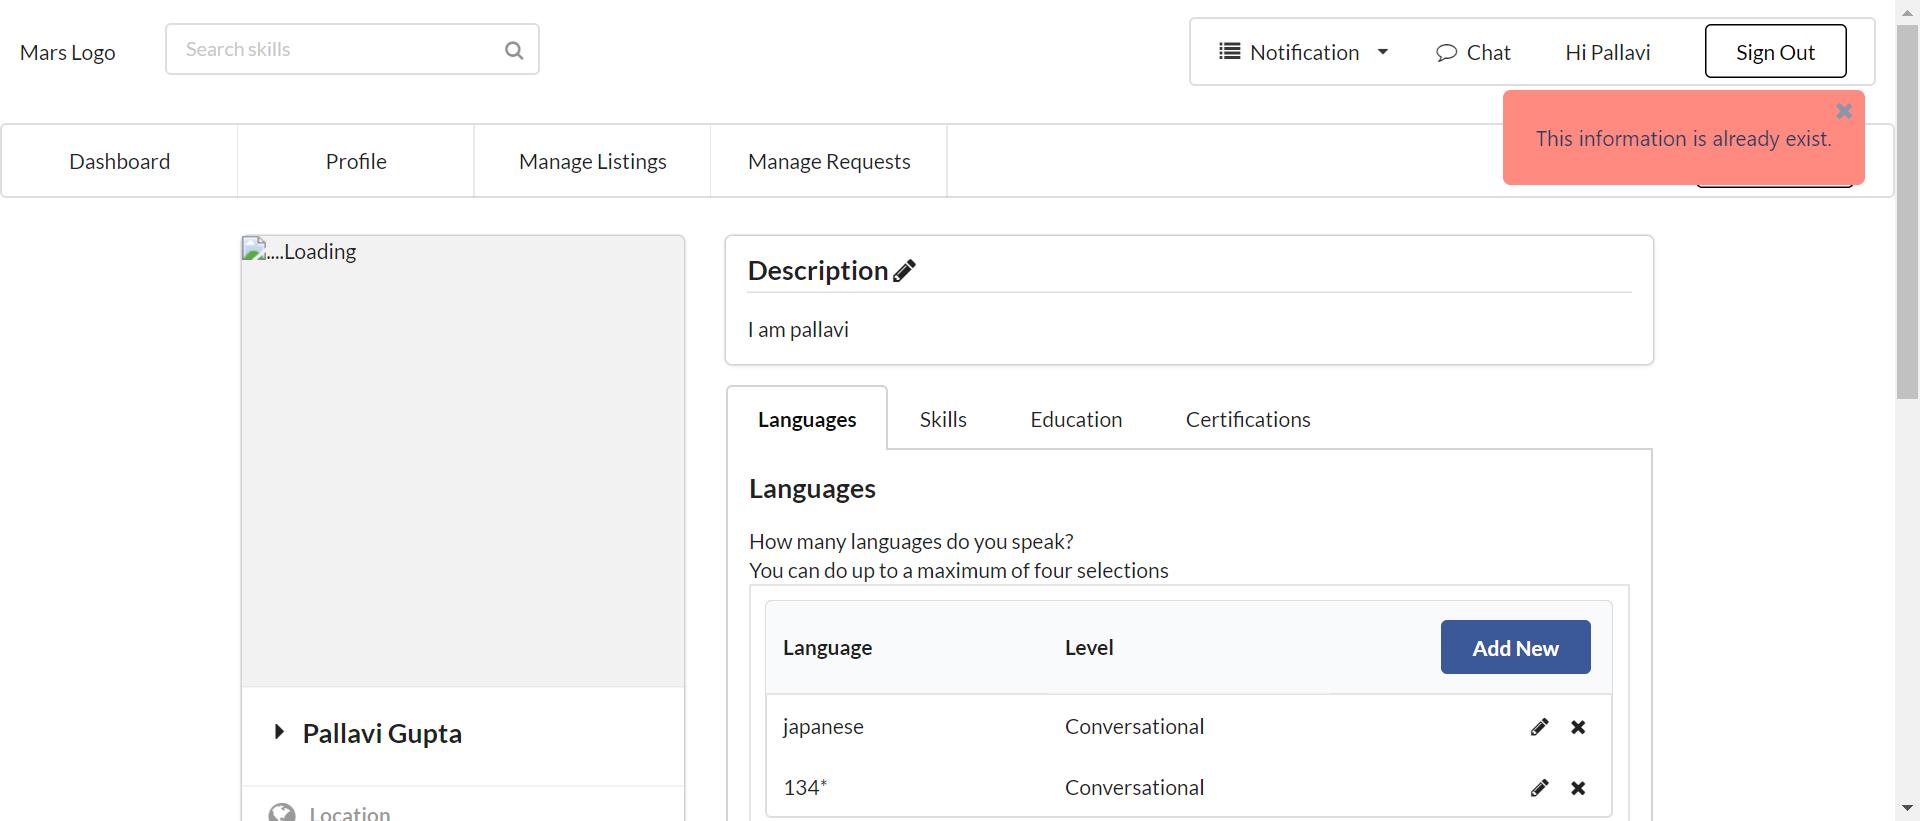 Mars Logo
Search skills
Notification
Chat
Hi Pallavi
Sign Out
This information is already exist.
Dashboard
Profile
Manage Listings
Manage Requests
....Loading
Description
I am pallavi
Languages
Skills
Education
Certifications
Languages
How many languages do you speak?
You can do up to a maximum of four selections
Language
Level
Add New
japanese
Conversational
134*
Conversational
Pallavi Gupta
Location